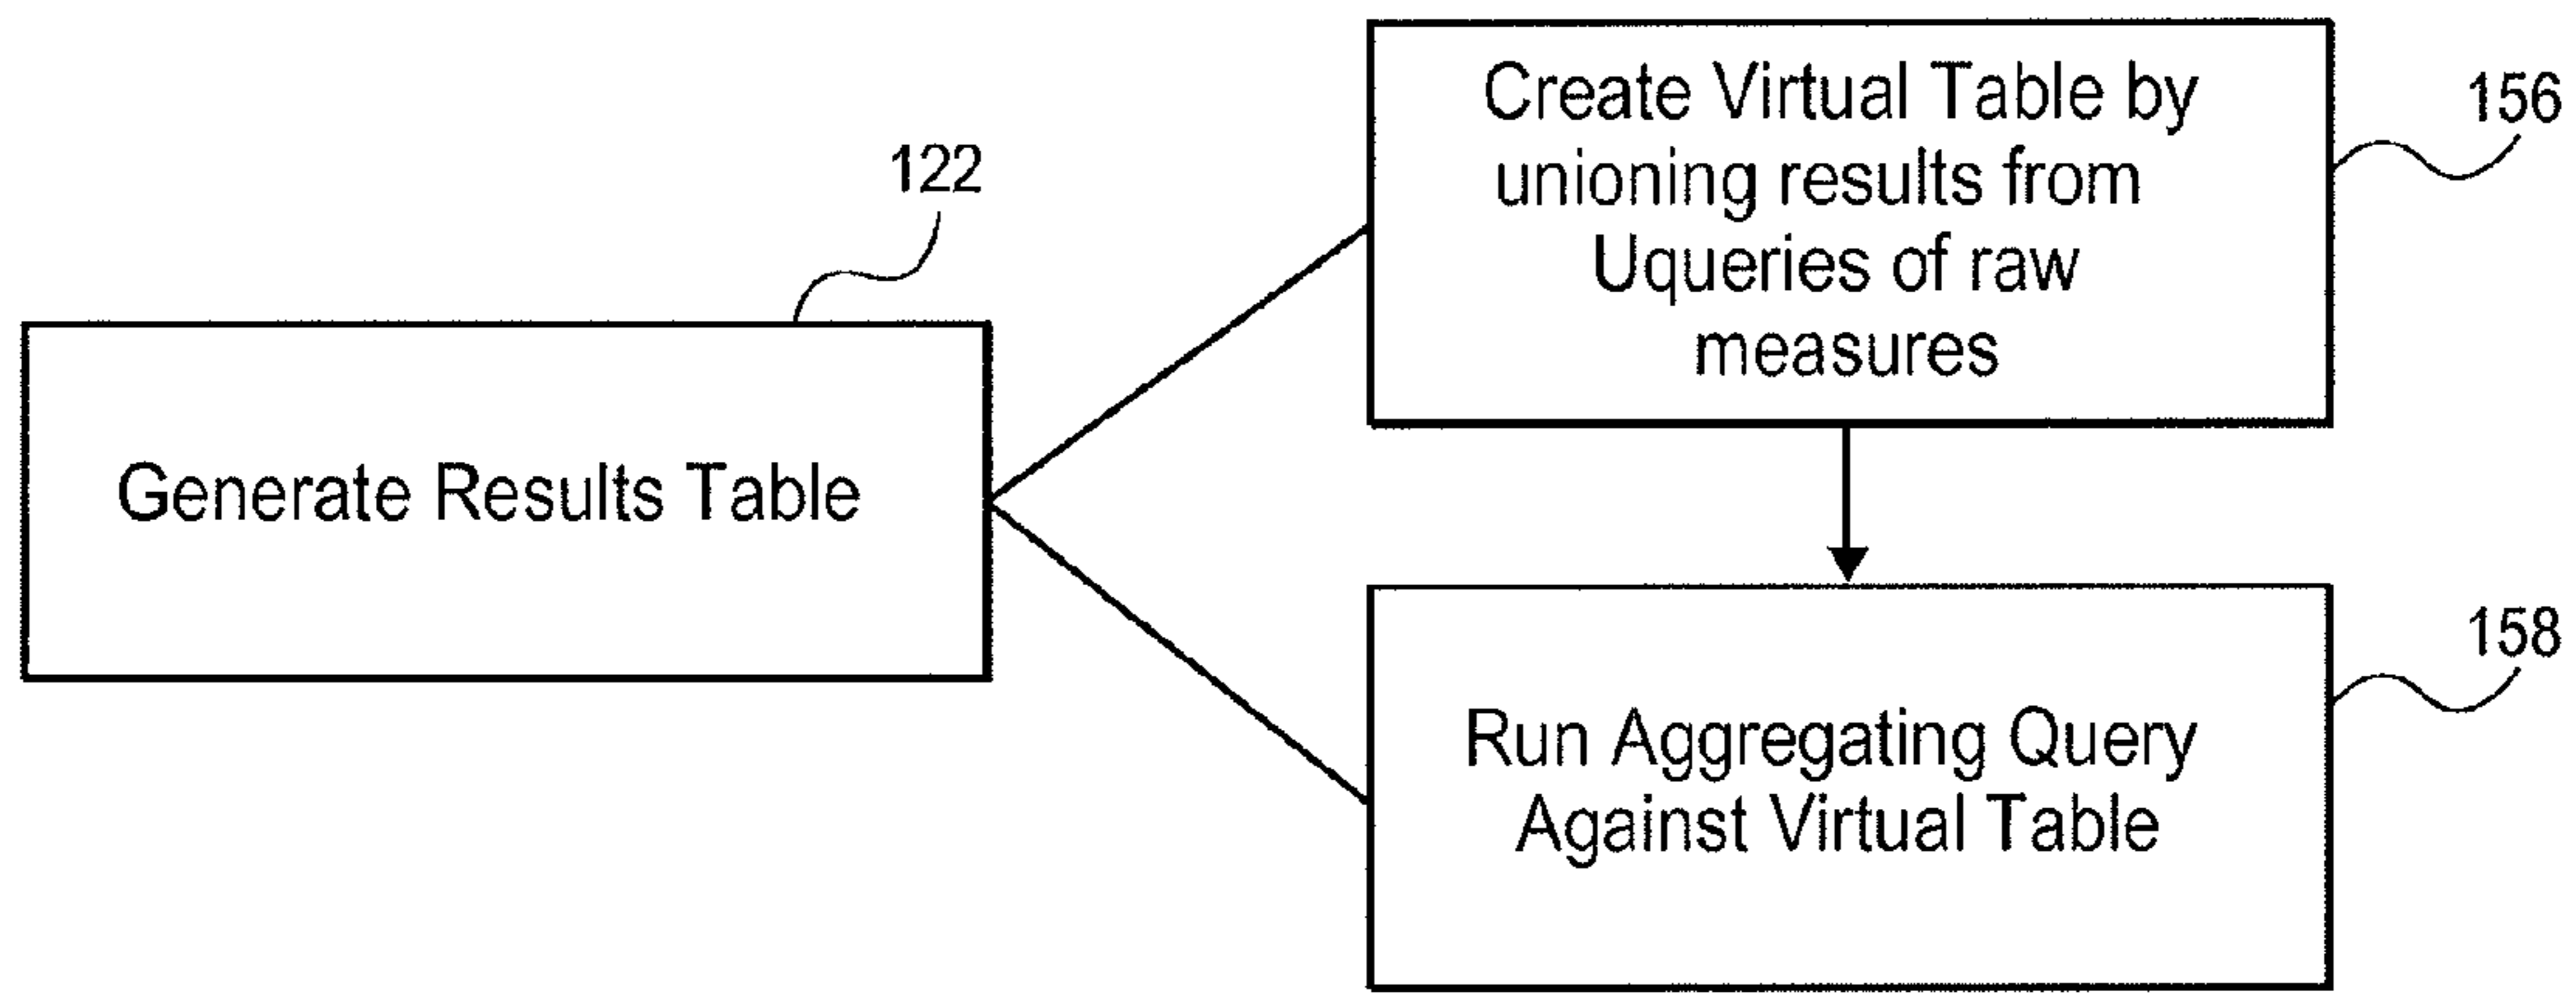 122
Generate Results Table
156
Create Virtual Table by
unioning results from
Uqueries of raw
measures
158
Run Aggregating Query
Against Virtual Table